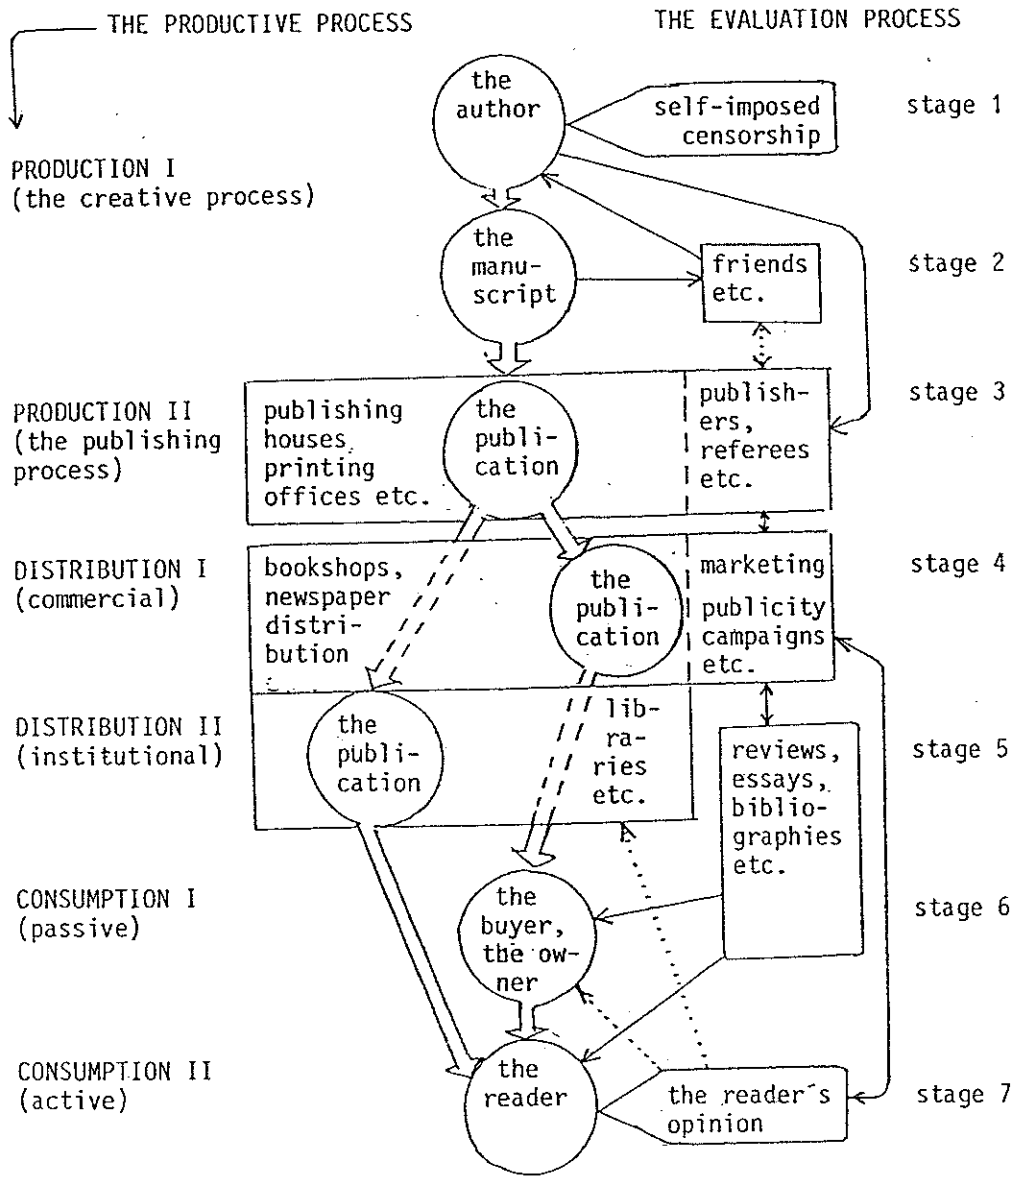 THE PRODUCTIVE PROCESS
THE EVALUATION PROCESS
the
author
self-imposed
censorship
stage 1
PRODUCTION I
(the creative process)
the
manu-
script
friends
etc.
stage 2
PRODUCTION II
(the publishing
process)
publishing
houses
printing
offices etc.
the
publi-
cation
publish-
ers,
referees
etc.
stage 3
DISTRIBUTION I
(commercial)
bookshops,
newspaper
distri-
bution
the
publi-
cation
marketing
publicity
campaigns
etc.
stage 4
DISTRIBUTION II
(institutional)
the
publi-
cation
lib-
ra-
ries
etc.
reviews,
essays,
biblio-
graphies
etc.
stage 5
CONSUMPTION I
(passive)
the
buyer,
the ow-
ner
stage 6
CONSUMPTION II
(active)
the
reader
the reader´s
opinion
stage 7